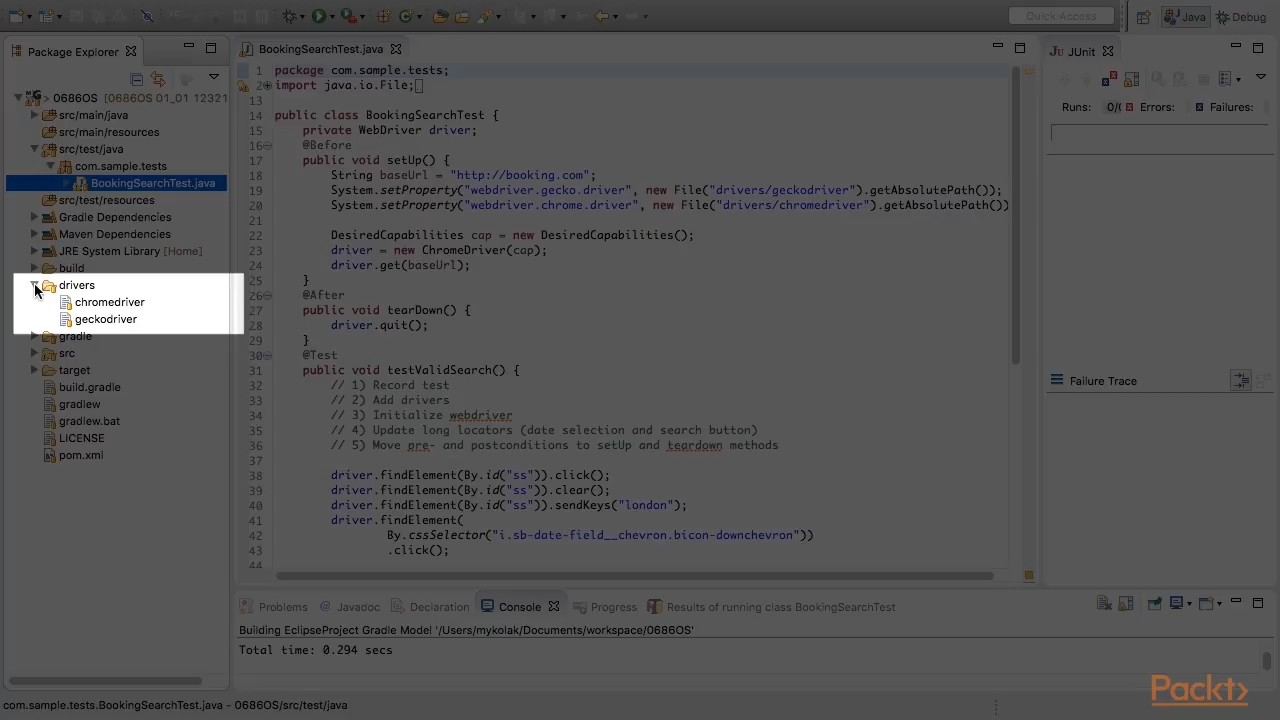 Quick Access
Java
Debug
Package Explorer
> 0686OS [0686OS 01_01 12321
src/main/java
src/main/resources
src/test/java
com.sample.tests
BookingSearchTest.java
src/test/resources
Gradle Dependencies
Maven Dependencies
JRE System Library [Home]
build
drivers
chromedriver
geckodriver
gradle
src
target
build.gradle
gradlew
gradlew.bat
LICENSE
pom.xml
BookingSearchTest.java
1 package com.sample.tests;
2 import java.io.File;
13
14 public class BookingSearchTest {
15 private WebDriver driver;
16 @Before
17 public void setUp() {
18 String baseUrl = "http://booking.com";
19 System.setProperty("webdriver.gecko.driver", new File("drivers/geckodriver").getAbsolutePath());
20 System.setProperty("webdriver.chrome.driver", new File("drivers/chromedriver").getAbsolutePath())
21
22 DesiredCapabilities cap = new DesiredCapabilities();
23 driver = new ChromeDriver(cap);
24 driver.get(baseUrl);
25 }
26 @After
27 public void tearDown() {
28 driver.quit();
29 }
30 @Test
31 public void testValidSearch() {
32 // 1) Record test
33 // 2) Add drivers
34 // 3) Initialize webdriver
35 // 4) Update long locators (date selection and search button)
36 // 5) Move pre- and postconditions to setUp and teardown methods
37
38 driver.findElement(By.id("ss")).click();
39 driver.findElement(By.id("ss")).clear();
40 driver.findElement(By.id("ss")).sendKeys("london");
41 driver.findElement(
42 By.cssSelector("i.sb-date-field__chevron.bicon-downchevron"))
43 .click();
44
JUnit
Runs: 0/ Errors: Failures:
Failure Trace
Problems
Javadoc
Declaration
Console
Progress
Results of running class BookingSearchTest
Building EclipseProject Gradle Model '/Users/mykolak/Documents/workspace/0686OS'
Total time: 0.294 secs
Packt>
com.sample.tests.BookingSearchTest.java - 0686OS/src/test/java